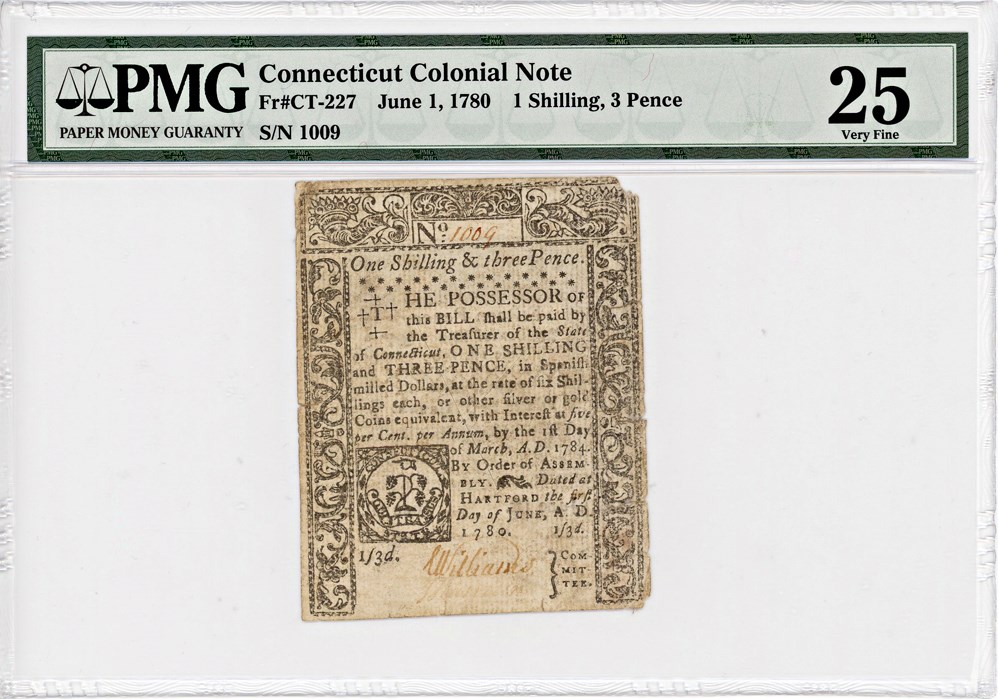 PMG
PAPER MONEY GUARANTY
Connecticut Colonial Note
Fr#CT-227 June 1, 1780 1 Shilling, 3 Pence
S/N 1009
25
Very Fine
No. 1009
One Shilling & three Pence.
THE POSSESSOR OF
this BILL ſhall be paid by
the Treaſurer of the State
of Connecticut, ONE SHILLING
and THREE PENCE, in Spaniſh
milled Dollars, at the rate of ſix Shil-
lings each, or other ſilver or gold
Coins equivalent, with Intereſt at five
per Cent. per Annum, by the 1ſt Day
of March, A.D. 1784.
By Order of ASSEM-
BLY. Dated at
HARTFORD the firſt
Day of JUNE, A. D.
1780. 1/3d.
1/3d.
Williams
COM-
MIT-
TEE.